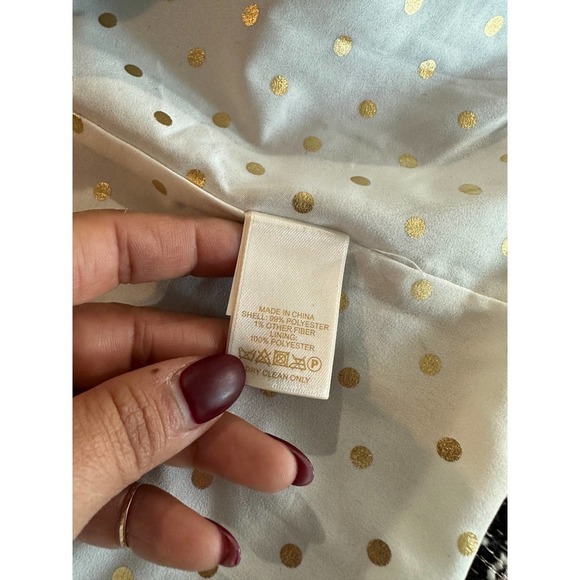 MADE IN CHINA
SHELL: 99% POLYESTER
1% OTHER FIBER
LINING:
100% POLYESTER
P
DRY CLEAN ONLY